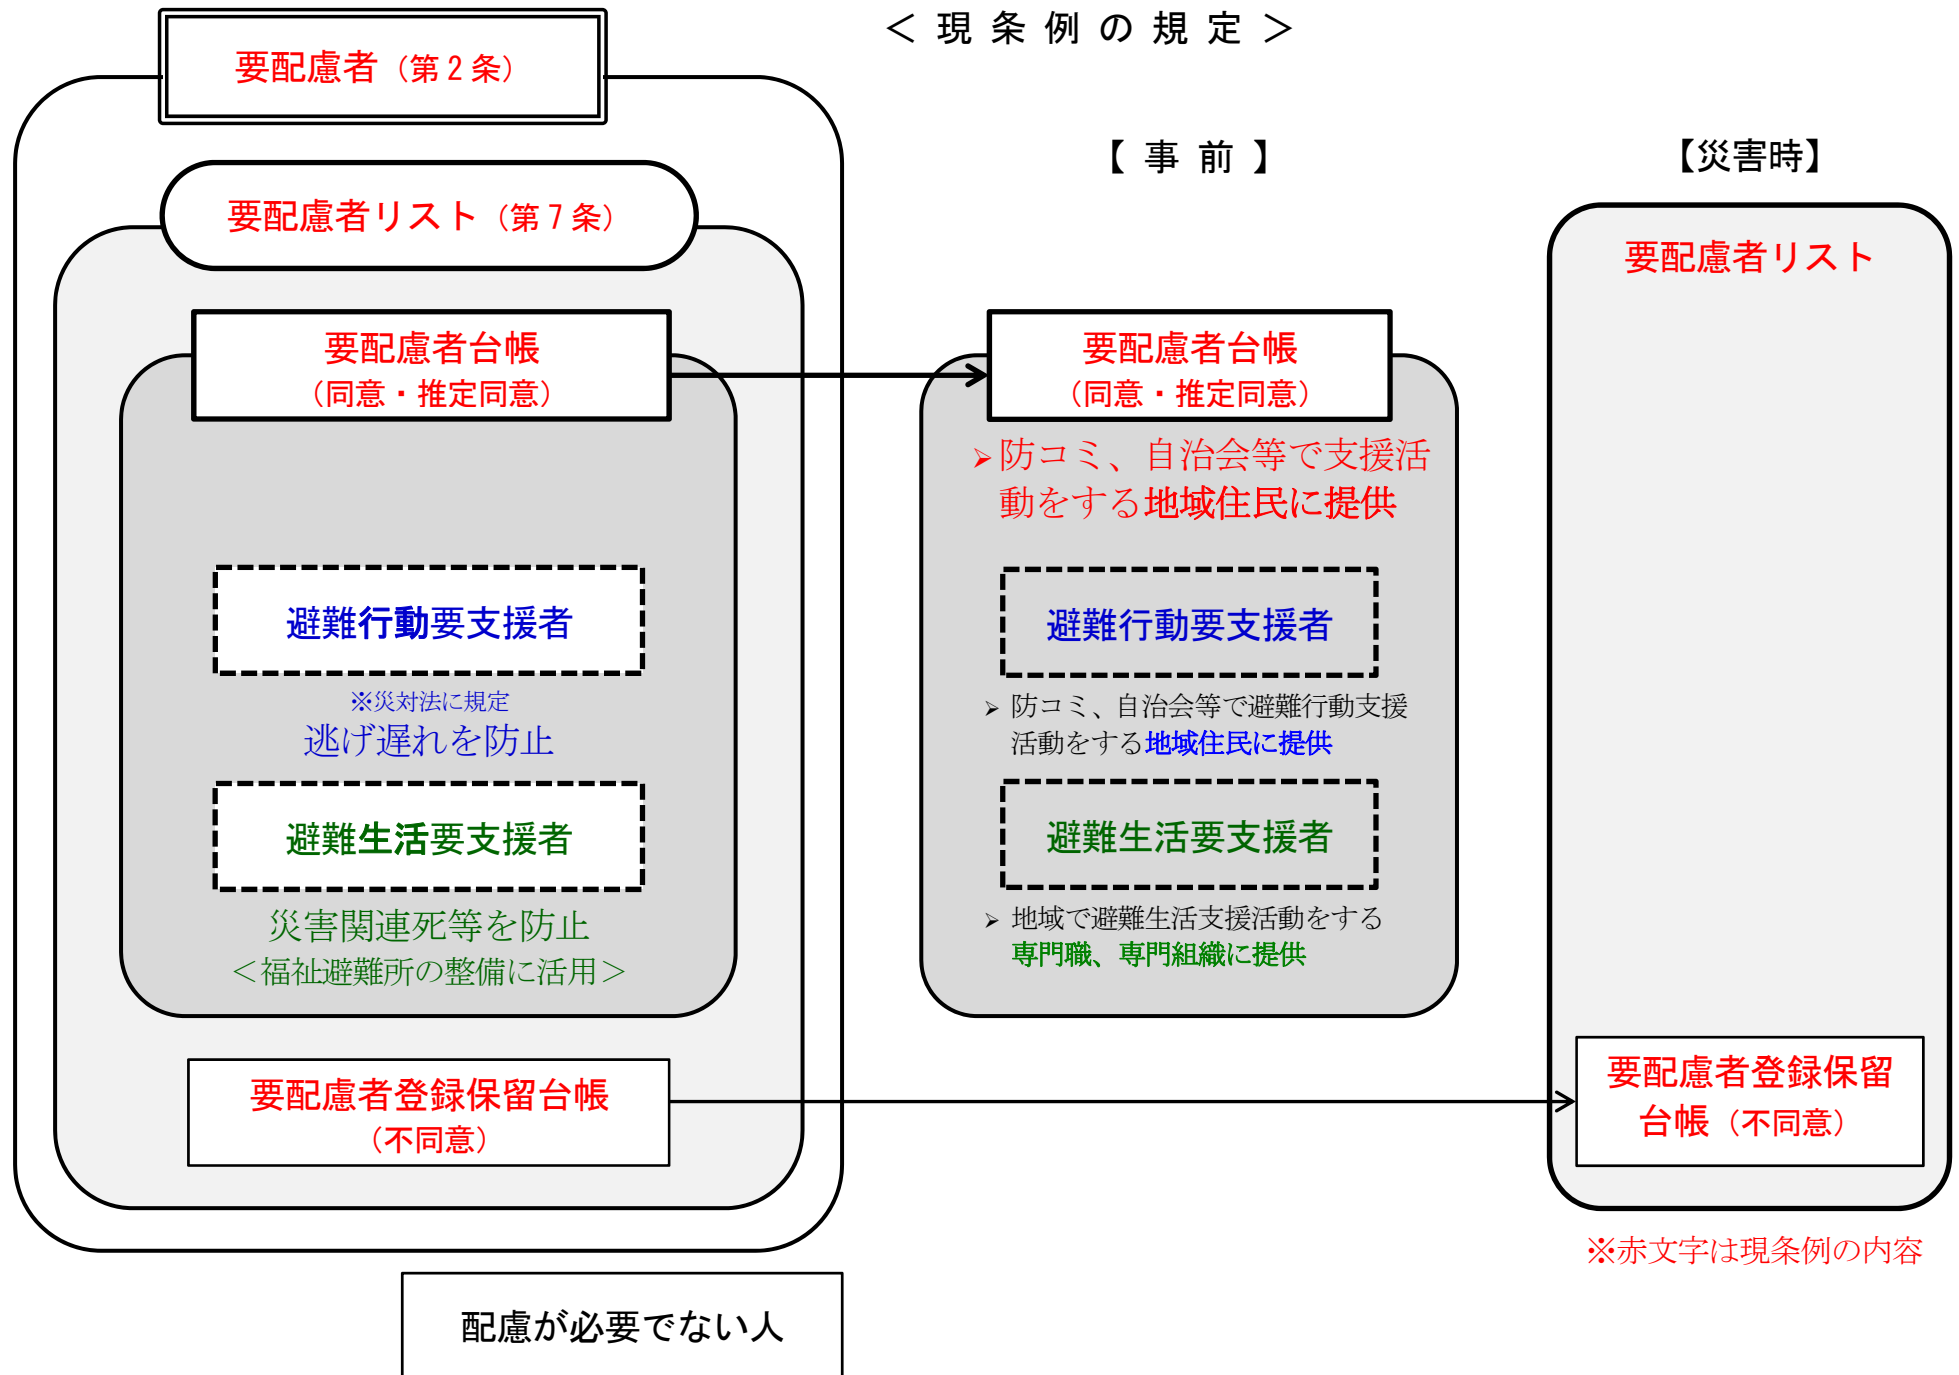 ＜ 現 条 例 の 規 定 ＞
要配慮者（第２条）
要配慮者リスト（第７条）
要配慮者台帳
（同意・推定同意）
避難行動要支援者
※災対法に規定
逃げ遅れを防止
避難生活要支援者
災害関連死等を防止
＜福祉避難所の整備に活用＞
要配慮者登録保留台帳
（不同意）
配慮が必要でない人
【 事 前 】
要配慮者台帳
（同意・推定同意）
➢防コミ、自治会等で支援活
動をする地域住民に提供
避難行動要支援者
➢ 防コミ、自治会等で避難行動支援
活動をする地域住民に提供
避難生活要支援者
➢ 地域で避難生活支援活動をする
専門職、専門組織に提供
【災害時】
要配慮者リスト
要配慮者登録保留
台帳（不同意）
※赤文字は現条例の内容